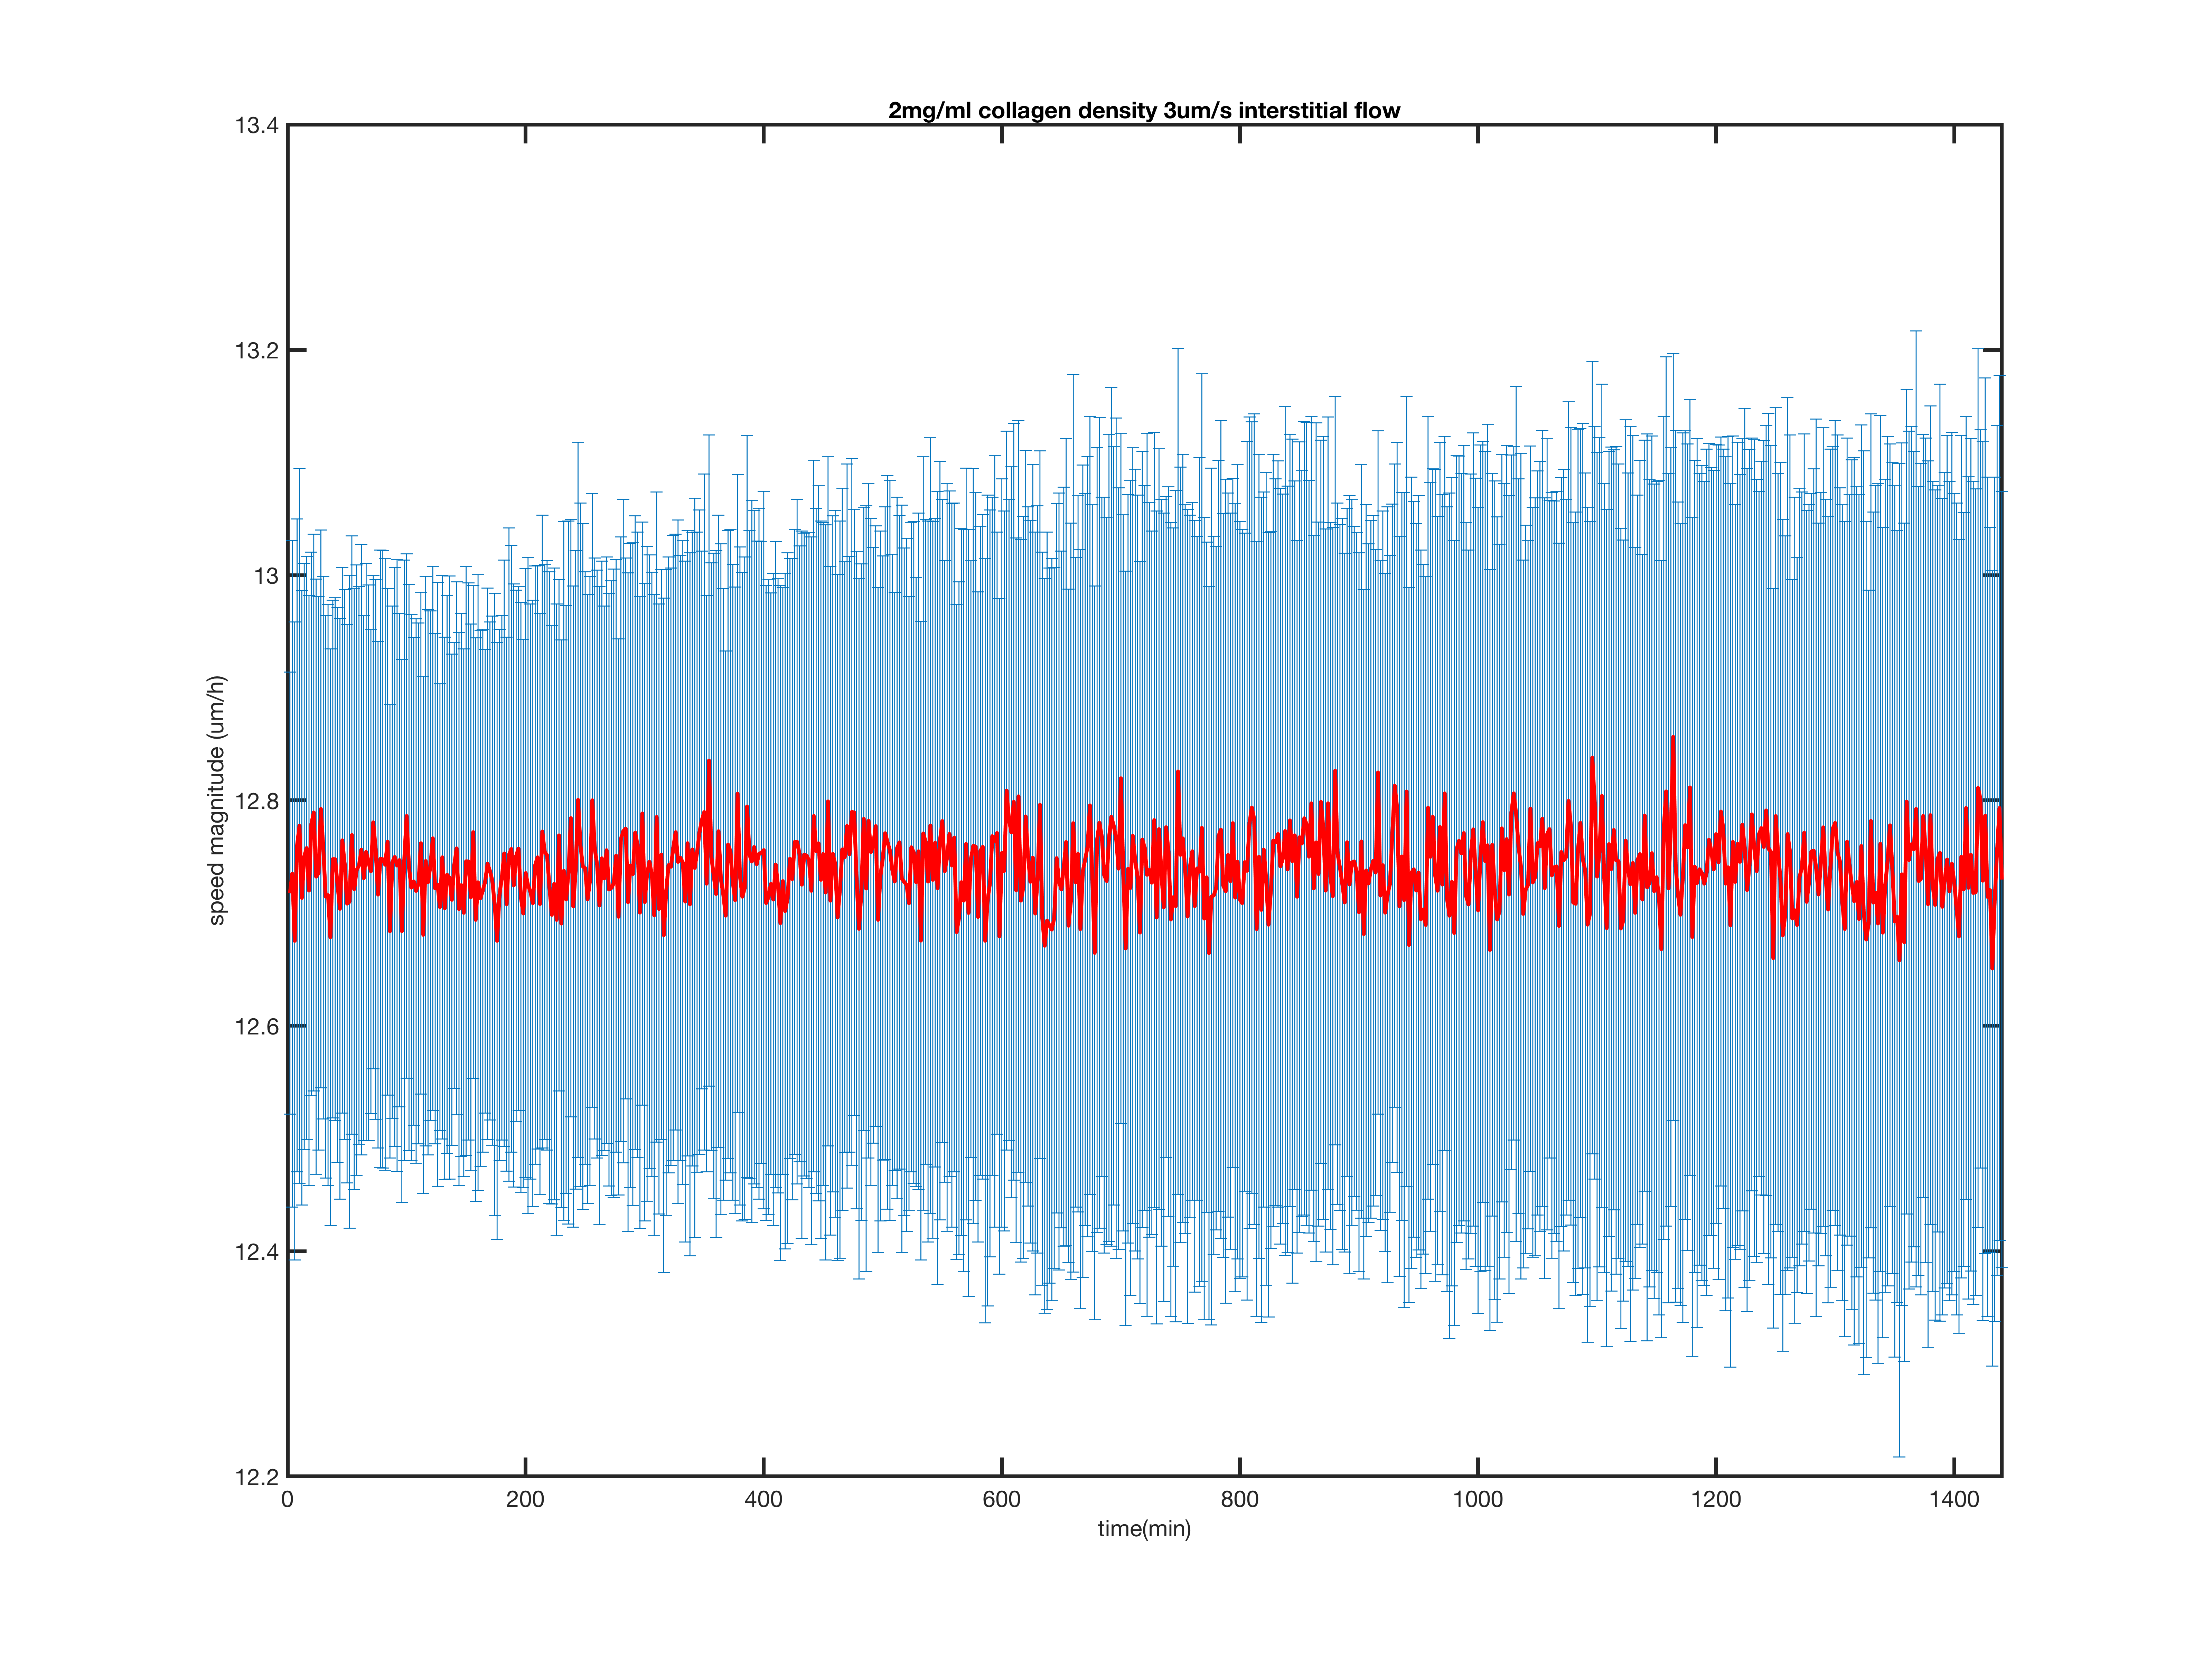 2mg/ml collagen density 3um/s interstitial flow
13.4
13.2
13
12.8
12.6
12.4
12.2
speed magnitude (um/h)
0 200 400 600 800 1000 1200 1400
time(min)